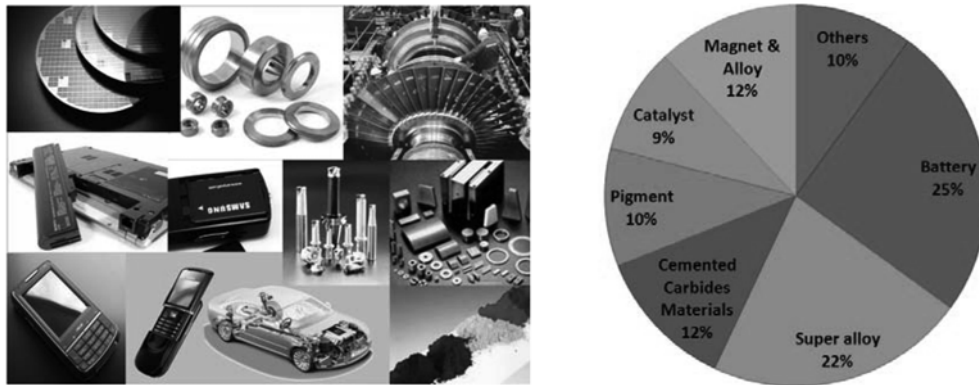 SAMSUNG
Magnet &
Alloy
12%
Others
10%
Catalyst
9%
Battery
25%
Pigment
10%
Cemented
Carbides
Materials
12%
Super alloy
22%